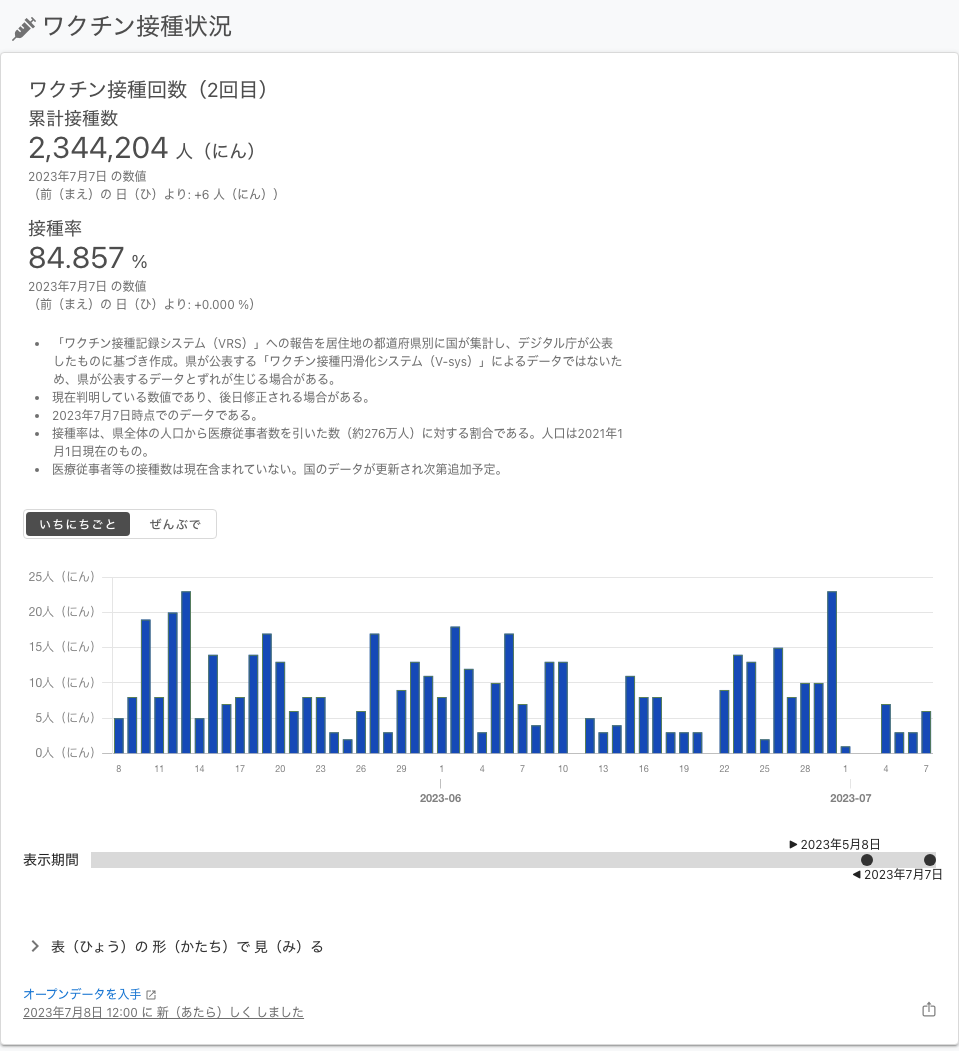 ワクチン接種状況
ワクチン接種回数（2回目）
累計接種数
2,344,204 人（にん）
2023年7月7日 の数値
（前（まえ）の 日（ひ）より: +6 人（にん））
接種率
84.857 %
2023年7月7日 の数値
（前（まえ）の 日（ひ）より: +0.000 %）
• 「ワクチン接種記録システム（VRS）」への報告を居住地の都道府県別に国が集計し、デジタル庁が公表
したものに基づき作成。県が公表する「ワクチン接種円滑化システム（V-sys）」によるデータではないた
め、県が公表するデータとずれが生じる場合がある。
• 現在判明している数値であり、後日修正される場合がある。
• 2023年7月7日時点でのデータである。
• 接種率は、県全体の人口から医療従事者数を引いた数（約276万人）に対する割合である。人口は2021年1
月1日現在のもの。
• 医療従事者等の接種数は現在含まれていない。国のデータが更新され次第追加予定。
いちにちごと ぜんぶで
25人（にん）
20人（にん）
15人（にん）
10人（にん）
5人（にん）
0人（にん）
8 11 14 17 20 23 26 29 1 4 7 10 13 16 19 22 25 28 1 4 7
2023-06 2023-07
▶ 2023年5月8日
表示期間
◀ 2023年7月7日
表（ひょう）の 形（かたち）で 見（み）る
オープンデータを入手
2023年7月8日 12:00 に 新（あたら）しく しました